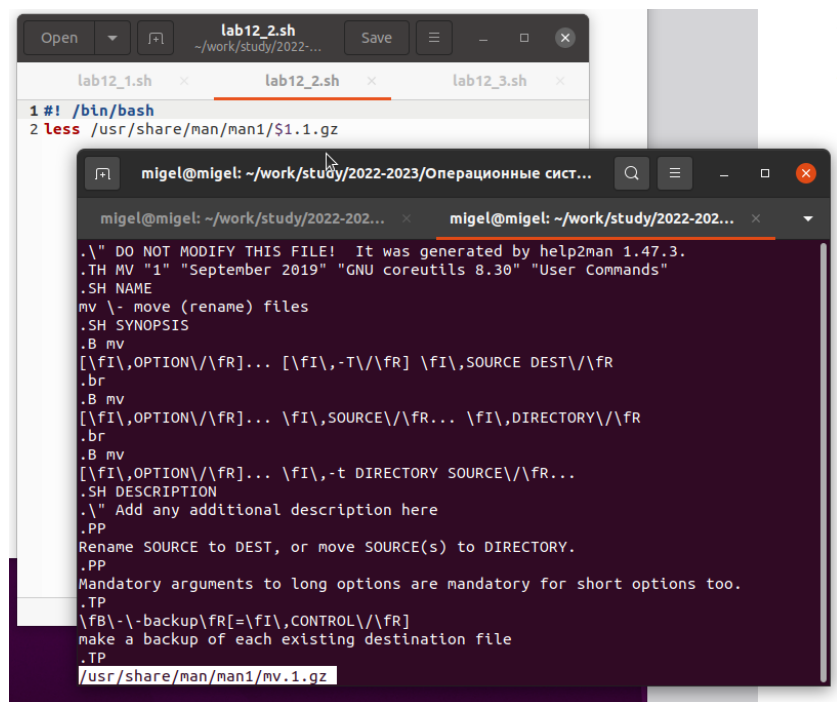 Open
lab12_2.sh
~/work/study/2022-...
Save
lab12_1.sh
lab12_2.sh
lab12_3.sh
1 #! /bin/bash
2 less /usr/share/man/man1/$1.1.gz
migel@migel: ~/work/study/2022-2023/Операционные сист...
migel@migel: ~/work/study/2022-202...
migel@migel: ~/work/study/2022-202...
.\" DO NOT MODIFY THIS FILE!  It was generated by help2man 1.47.3.
.TH MV "1" "September 2019" "GNU coreutils 8.30" "User Commands"
.SH NAME
mv \- move (rename) files
.SH SYNOPSIS
.B mv
[\fI\,OPTION\/\fR]... [\fI\,-T\/\fR] \fI\,SOURCE DEST\/\fR
.br
.B mv
[\fI\,OPTION\/\fR]... \fI\,SOURCE\/\fR... \fI\,DIRECTORY\/\fR
.br
.B mv
[\fI\,OPTION\/\fR]... \fI\,-t DIRECTORY SOURCE\/\fR...
.SH DESCRIPTION
.\" Add any additional description here
.PP
Rename SOURCE to DEST, or move SOURCE(s) to DIRECTORY.
.PP
Mandatory arguments to long options are mandatory for short options too.
.TP
\fB\-\-backup\fR[=\fI\,CONTROL\/\fR]
make a backup of each existing destination file
.TP
/usr/share/man/man1/mv.1.gz